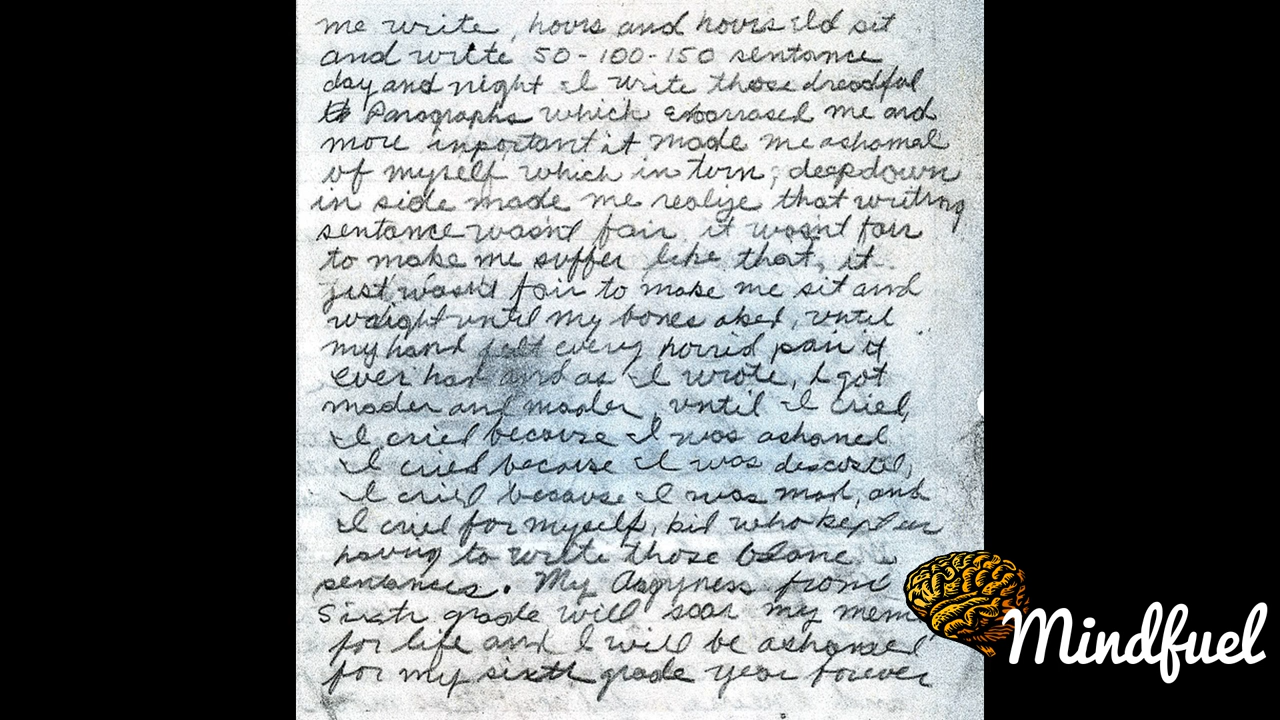 me write, hours and hours I'ld sit
and write 50-100-150 sentance
day and night I write those dreadful
Paragraphs which embarrased me and
more inportant it made me ashamed
of myself which in turn, deepdown
in side made me realize that writing
sentance wasn't fair it wasn't fair
to make me suffer like that, it
just wasn't fair to make me sit and
waight until my bones aked, until
my hand felt every horrid pain it
ever had and as I wrote, I got
mader and mader until I cried,
I cried because I was ashamed
I cried because I was descusted,
I cried because I was mad, and
I cried for myself, kid who kept on
having to write those
sentances. My Angryness from
Sixth grade will scar my mem
for life and I will be ashamed
for my sixth grade year forever
Mindfuel